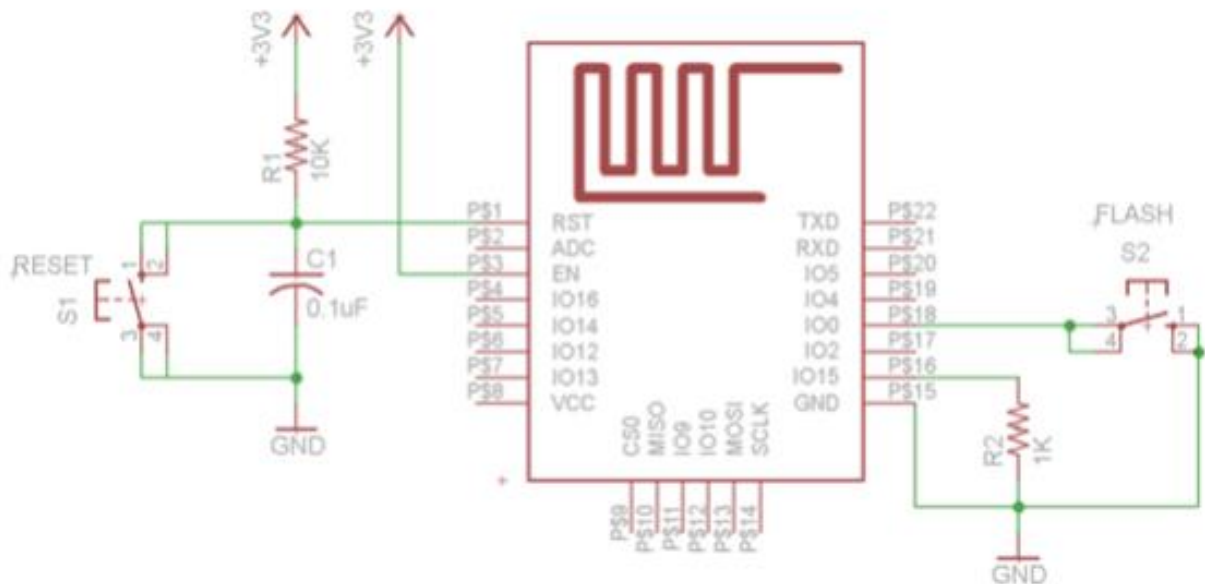 +3V3
+3V3
R1
10K
RESET
S1
1
2
3
4
C1
0.1uF
GND
P$1
P$2
P$3
P$4
P$5
P$6
P$7
P$8
RST
ADC
EN
IO16
IO14
IO12
IO13
VCC
TXD
RXD
IO5
IO4
IO0
IO2
IO15
GND
P$22
P$21
P$20
P$19
P$18
P$17
P$16
P$15
CS0
MISO
IO9
IO10
MOSI
SCLK
P$9
P$10
P$11
P$12
P$13
P$14
FLASH
S2
3
4
1
2
R2
1K
GND